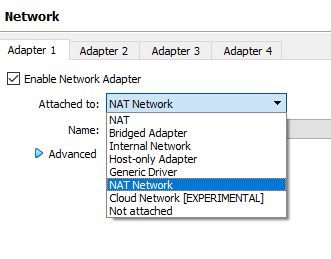 Network
Adapter 1 Adapter 2 Adapter 3 Adapter 4
Enable Network Adapter
Attached to: NAT Network
NAT
Name:
Bridged Adapter
Internal Network
Advanced
Host-only Adapter
Generic Driver
NAT Network
Cloud Network [EXPERIMENTAL]
Not attached